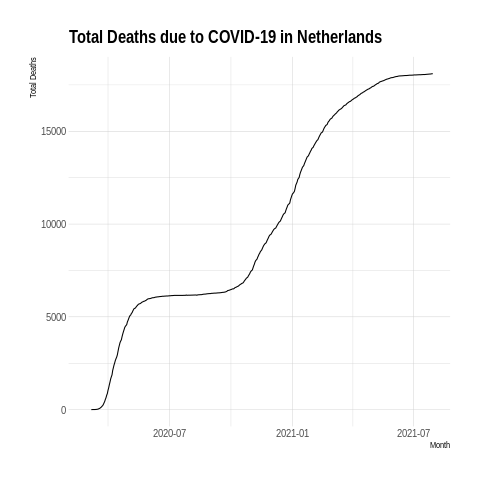 Total Deaths due to COVID-19 in Netherlands
Total Deaths
15000
10000
5000
0
2020-07 2021-01 2021-07
Month